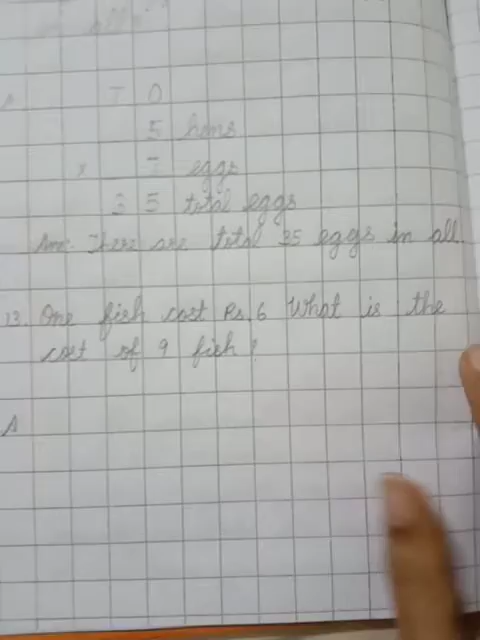 T O
5 hens
x 7 eggs
3 5 total eggs
Ans. There are total 35 eggs in all.
13. One fish cost Rs. 6 What is the
cost of 9 fish?
A